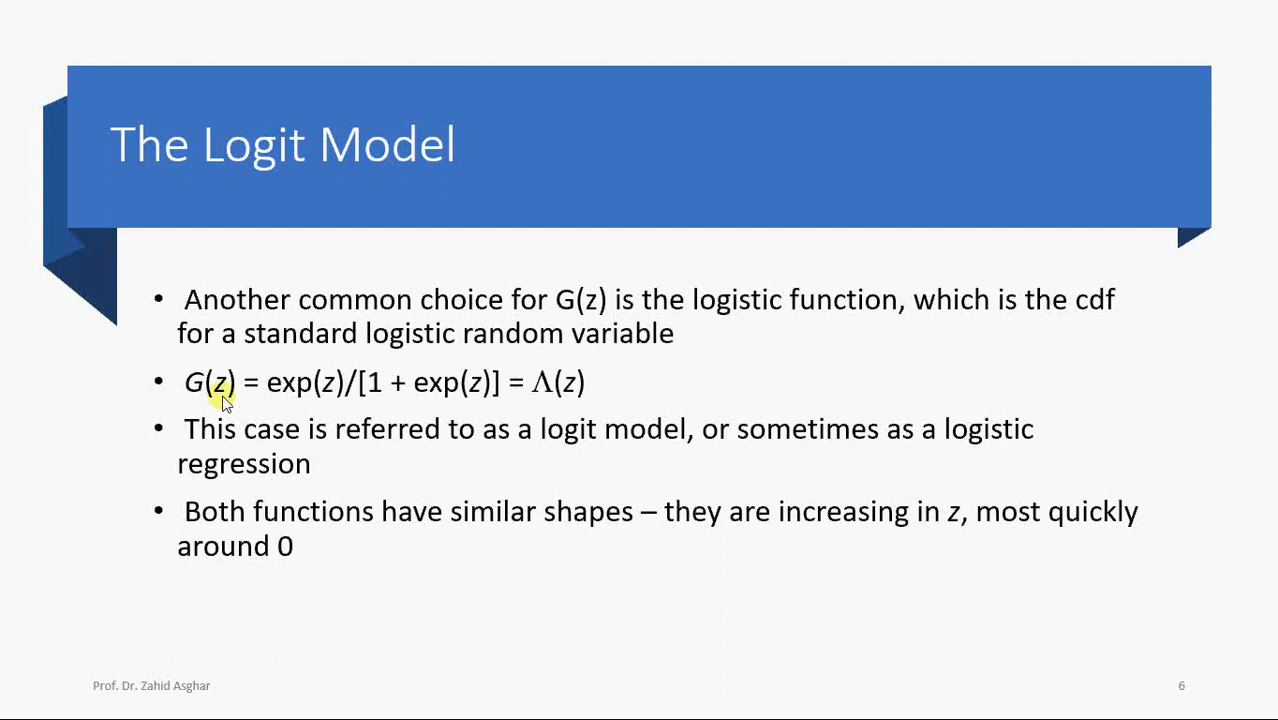 The Logit Model
• Another common choice for G(z) is the logistic function, which is the cdf
for a standard logistic random variable
• G(z) = exp(z)/[1 + exp(z)] = Λ(z)
• This case is referred to as a logit model, or sometimes as a logistic
regression
• Both functions have similar shapes – they are increasing in z, most quickly
around 0
Prof. Dr. Zahid Asghar
6